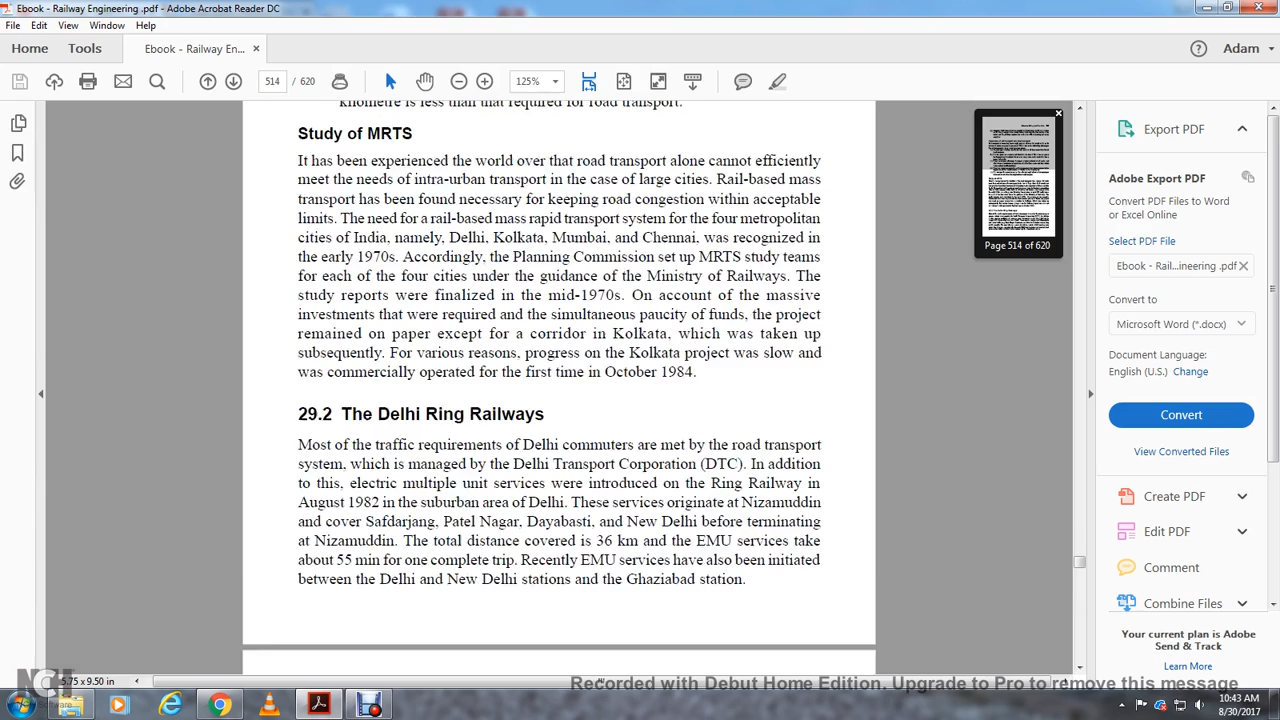 Ebook - Railway Engineering .pdf - Adobe Acrobat Reader DC
File Edit View Window Help
Home Tools Ebook - Railway En... × Adam
514 / 620 125%
kilometre is less than that required for road transport.
Study of MRTS
It has been experienced the world over that road transport alone cannot efficiently
meet the needs of intra-urban transport in the case of large cities. Rail-based mass
transport has been found necessary for keeping road congestion within acceptable
limits. The need for a rail-based mass rapid transport system for the four metropolitan
cities of India, namely, Delhi, Kolkata, Mumbai, and Chennai, was recognized in
the early 1970s. Accordingly, the Planning Commission set up MRTS study teams
for each of the four cities under the guidance of the Ministry of Railways. The
study reports were finalized in the mid-1970s. On account of the massive
investments that were required and the simultaneous paucity of funds, the project
remained on paper except for a corridor in Kolkata, which was taken up
subsequently. For various reasons, progress on the Kolkata project was slow and
was commercially operated for the first time in October 1984.
29.2 The Delhi Ring Railways
Most of the traffic requirements of Delhi commuters are met by the road transport
system, which is managed by the Delhi Transport Corporation (DTC). In addition
to this, electric multiple unit services were introduced on the Ring Railway in
August 1982 in the suburban area of Delhi. These services originate at Nizamuddin
and cover Safdarjang, Patel Nagar, Dayabasti, and New Delhi before terminating
at Nizamuddin. The total distance covered is 36 km and the EMU services take
about 55 min for one complete trip. Recently EMU services have also been initiated
between the Delhi and New Delhi stations and the Ghaziabad station.
Page 514 of 620
Export PDF
Adobe Export PDF
Convert PDF Files to Word
or Excel Online
Select PDF File
Ebook - Rail...ineering .pdf
Convert to
Microsoft Word (*.docx)
Document Language:
English (U.S.) Change
Convert
View Converted Files
Create PDF
Edit PDF
Comment
Combine Files
Your current plan is Adobe
Send & Track
Learn More
5.75 x 9.50 in
NCH Software
Recorded with Debut Home Edition. Upgrade to Pro to remove this message
10:43 AM
8/30/2017